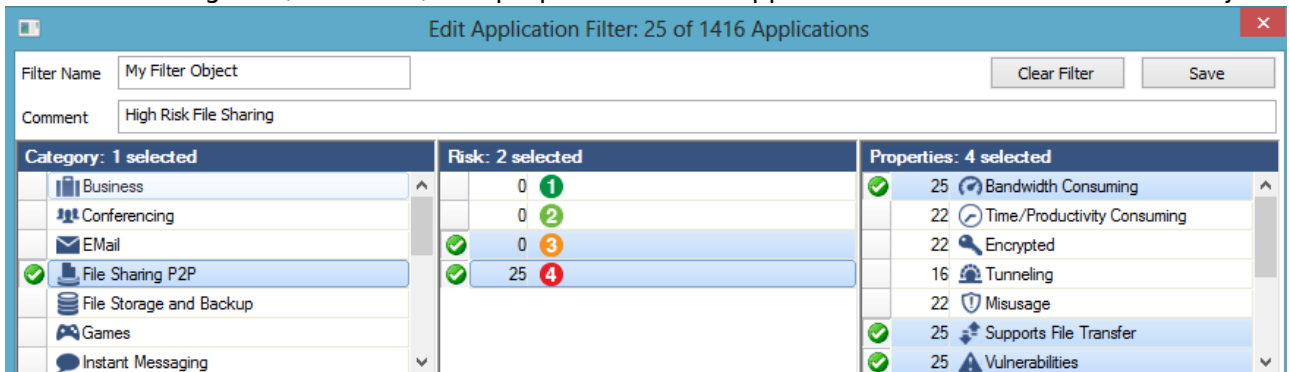 Edit Application Filter: 25 of 1416 Applications
×
Filter Name My Filter Object Clear Filter Save
Comment High Risk File Sharing
Category: 1 selected Risk: 2 selected Properties: 4 selected
Business 0 1 25 Bandwidth Consuming
Conferencing 0 2 22 Time/Productivity Consuming
EMail 0 3 22 Encrypted
File Sharing P2P 25 4 16 Tunneling
File Storage and Backup 22 Misusage
Games 25 Supports File Transfer
Instant Messaging 25 Vulnerabilities